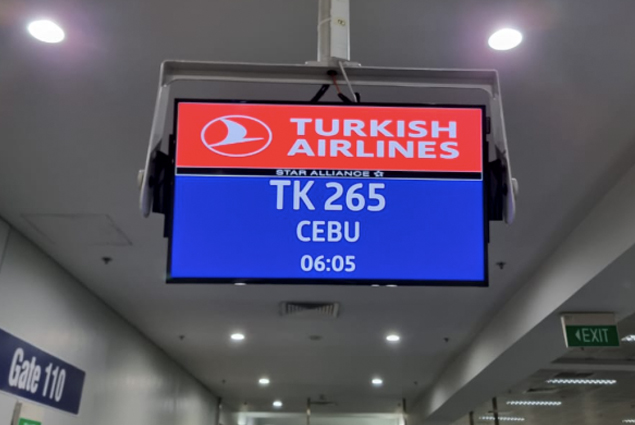 TURKISH
AIRLINES
STAR ALLIANCE
TK 265
CEBU
06:05
Gate 110
EXIT